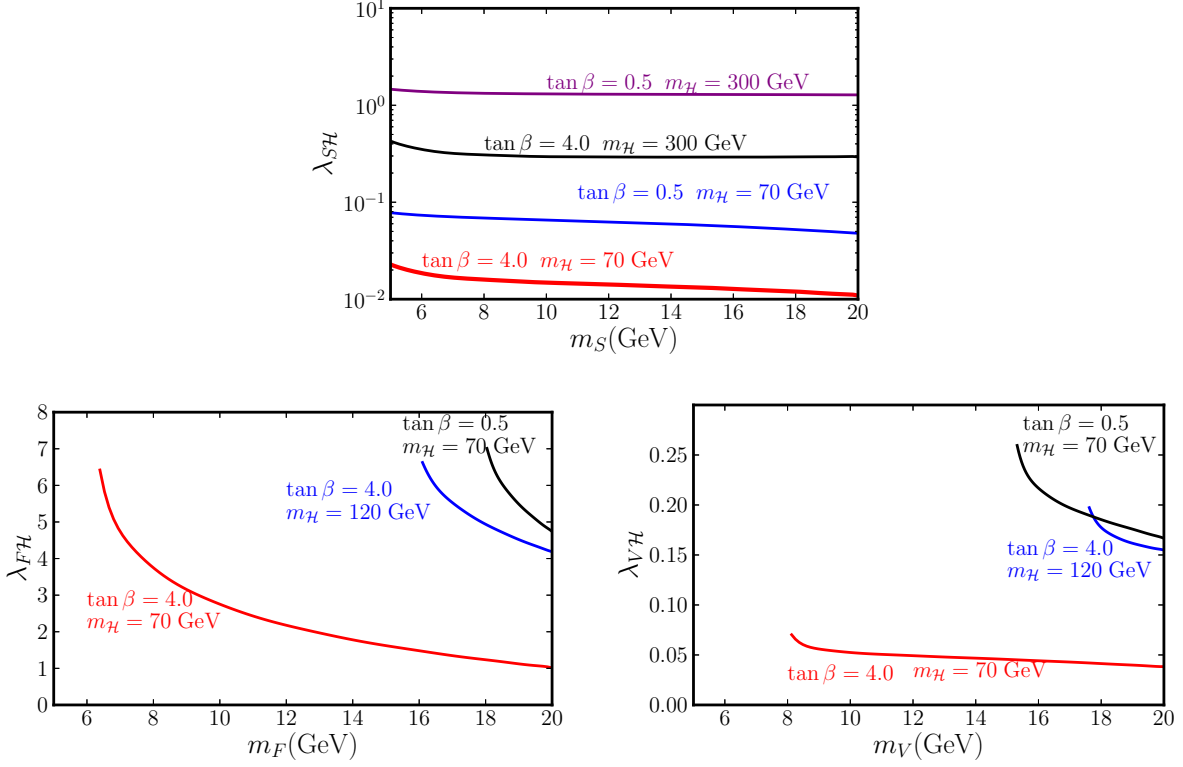 10¹
10⁰
10⁻¹
10⁻²
λ_Sℋ
tan β = 0.5 m_ℋ = 300 GeV
tan β = 4.0 m_ℋ = 300 GeV
tan β = 0.5 m_ℋ = 70 GeV
tan β = 4.0 m_ℋ = 70 GeV
6 8 10 12 14 16 18 20
m_S(GeV)
8
7
6
5
4
3
2
1
0
λ_Fℋ
tan β = 0.5
m_ℋ = 70 GeV
tan β = 4.0
m_ℋ = 120 GeV
tan β = 4.0
m_ℋ = 70 GeV
6 8 10 12 14 16 18 20
m_F(GeV)
0.25
0.20
0.15
0.10
0.05
0.00
λ_Vℋ
tan β = 0.5
m_ℋ = 70 GeV
tan β = 4.0
m_ℋ = 120 GeV
tan β = 4.0 m_ℋ = 70 GeV
6 8 10 12 14 16 18 20
m_V(GeV)